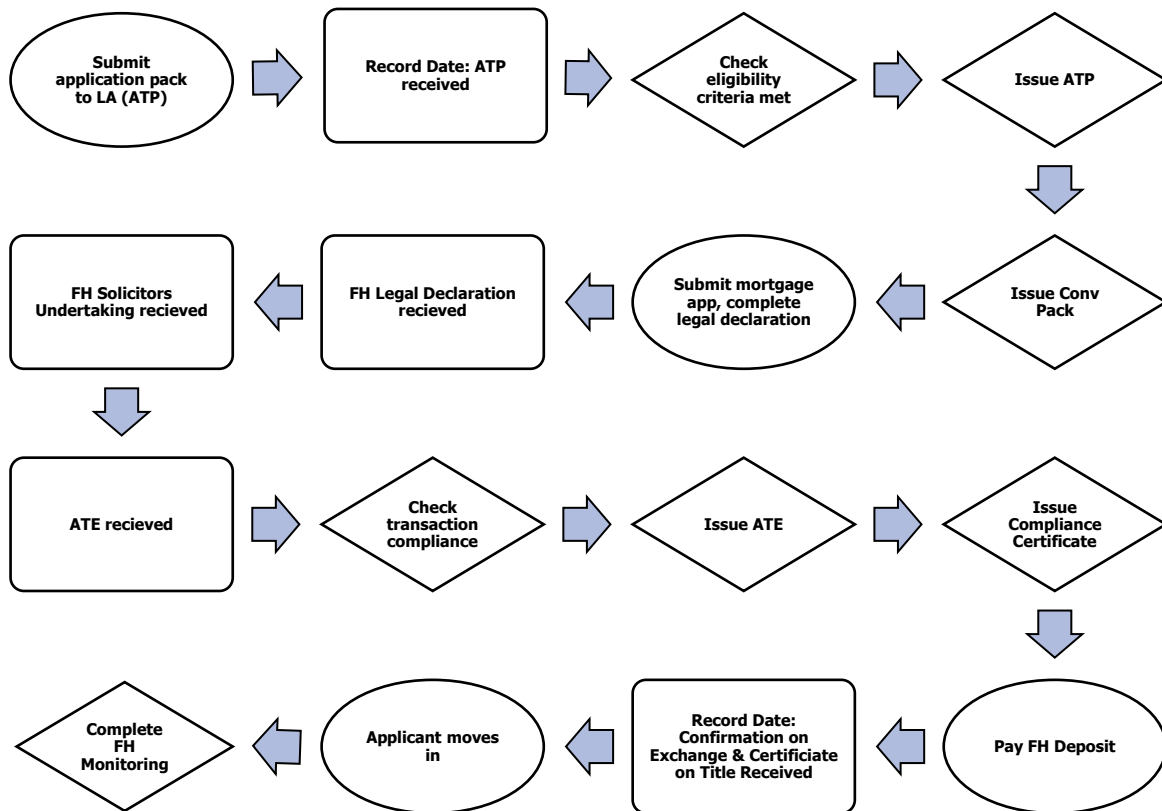 Submit
application pack
to LA (ATP)
Record Date: ATP
received
Check
eligibility
criteria met
Issue ATP
Issue Conv
Pack
Submit mortgage
app, complete
legal declaration
FH Legal Declaration
recieved
FH Solicitors
Undertaking recieved
ATE recieved
Check
transaction
compliance
Issue ATE
Issue
Compliance
Certificate
Pay FH Deposit
Record Date:
Confirmation on
Exchange & Certificiate
on Title Received
Applicant moves
in
Complete
FH
Monitoring